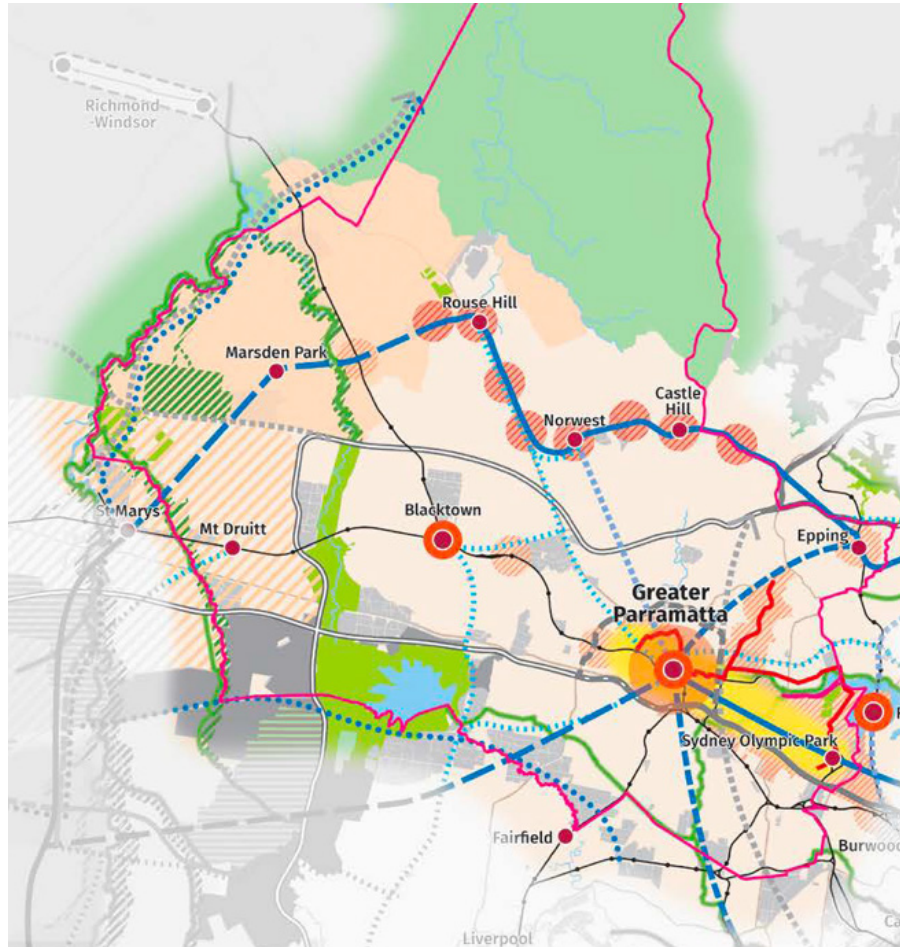 Richmond
-Windsor
Rouse Hill
Marsden Park
Castle
Hill
Norwest
St Marys
Mt Druitt
Blacktown
Epping
Greater
Parramatta
Sydney Olympic Park
Fairfield
Burwood
Liverpool